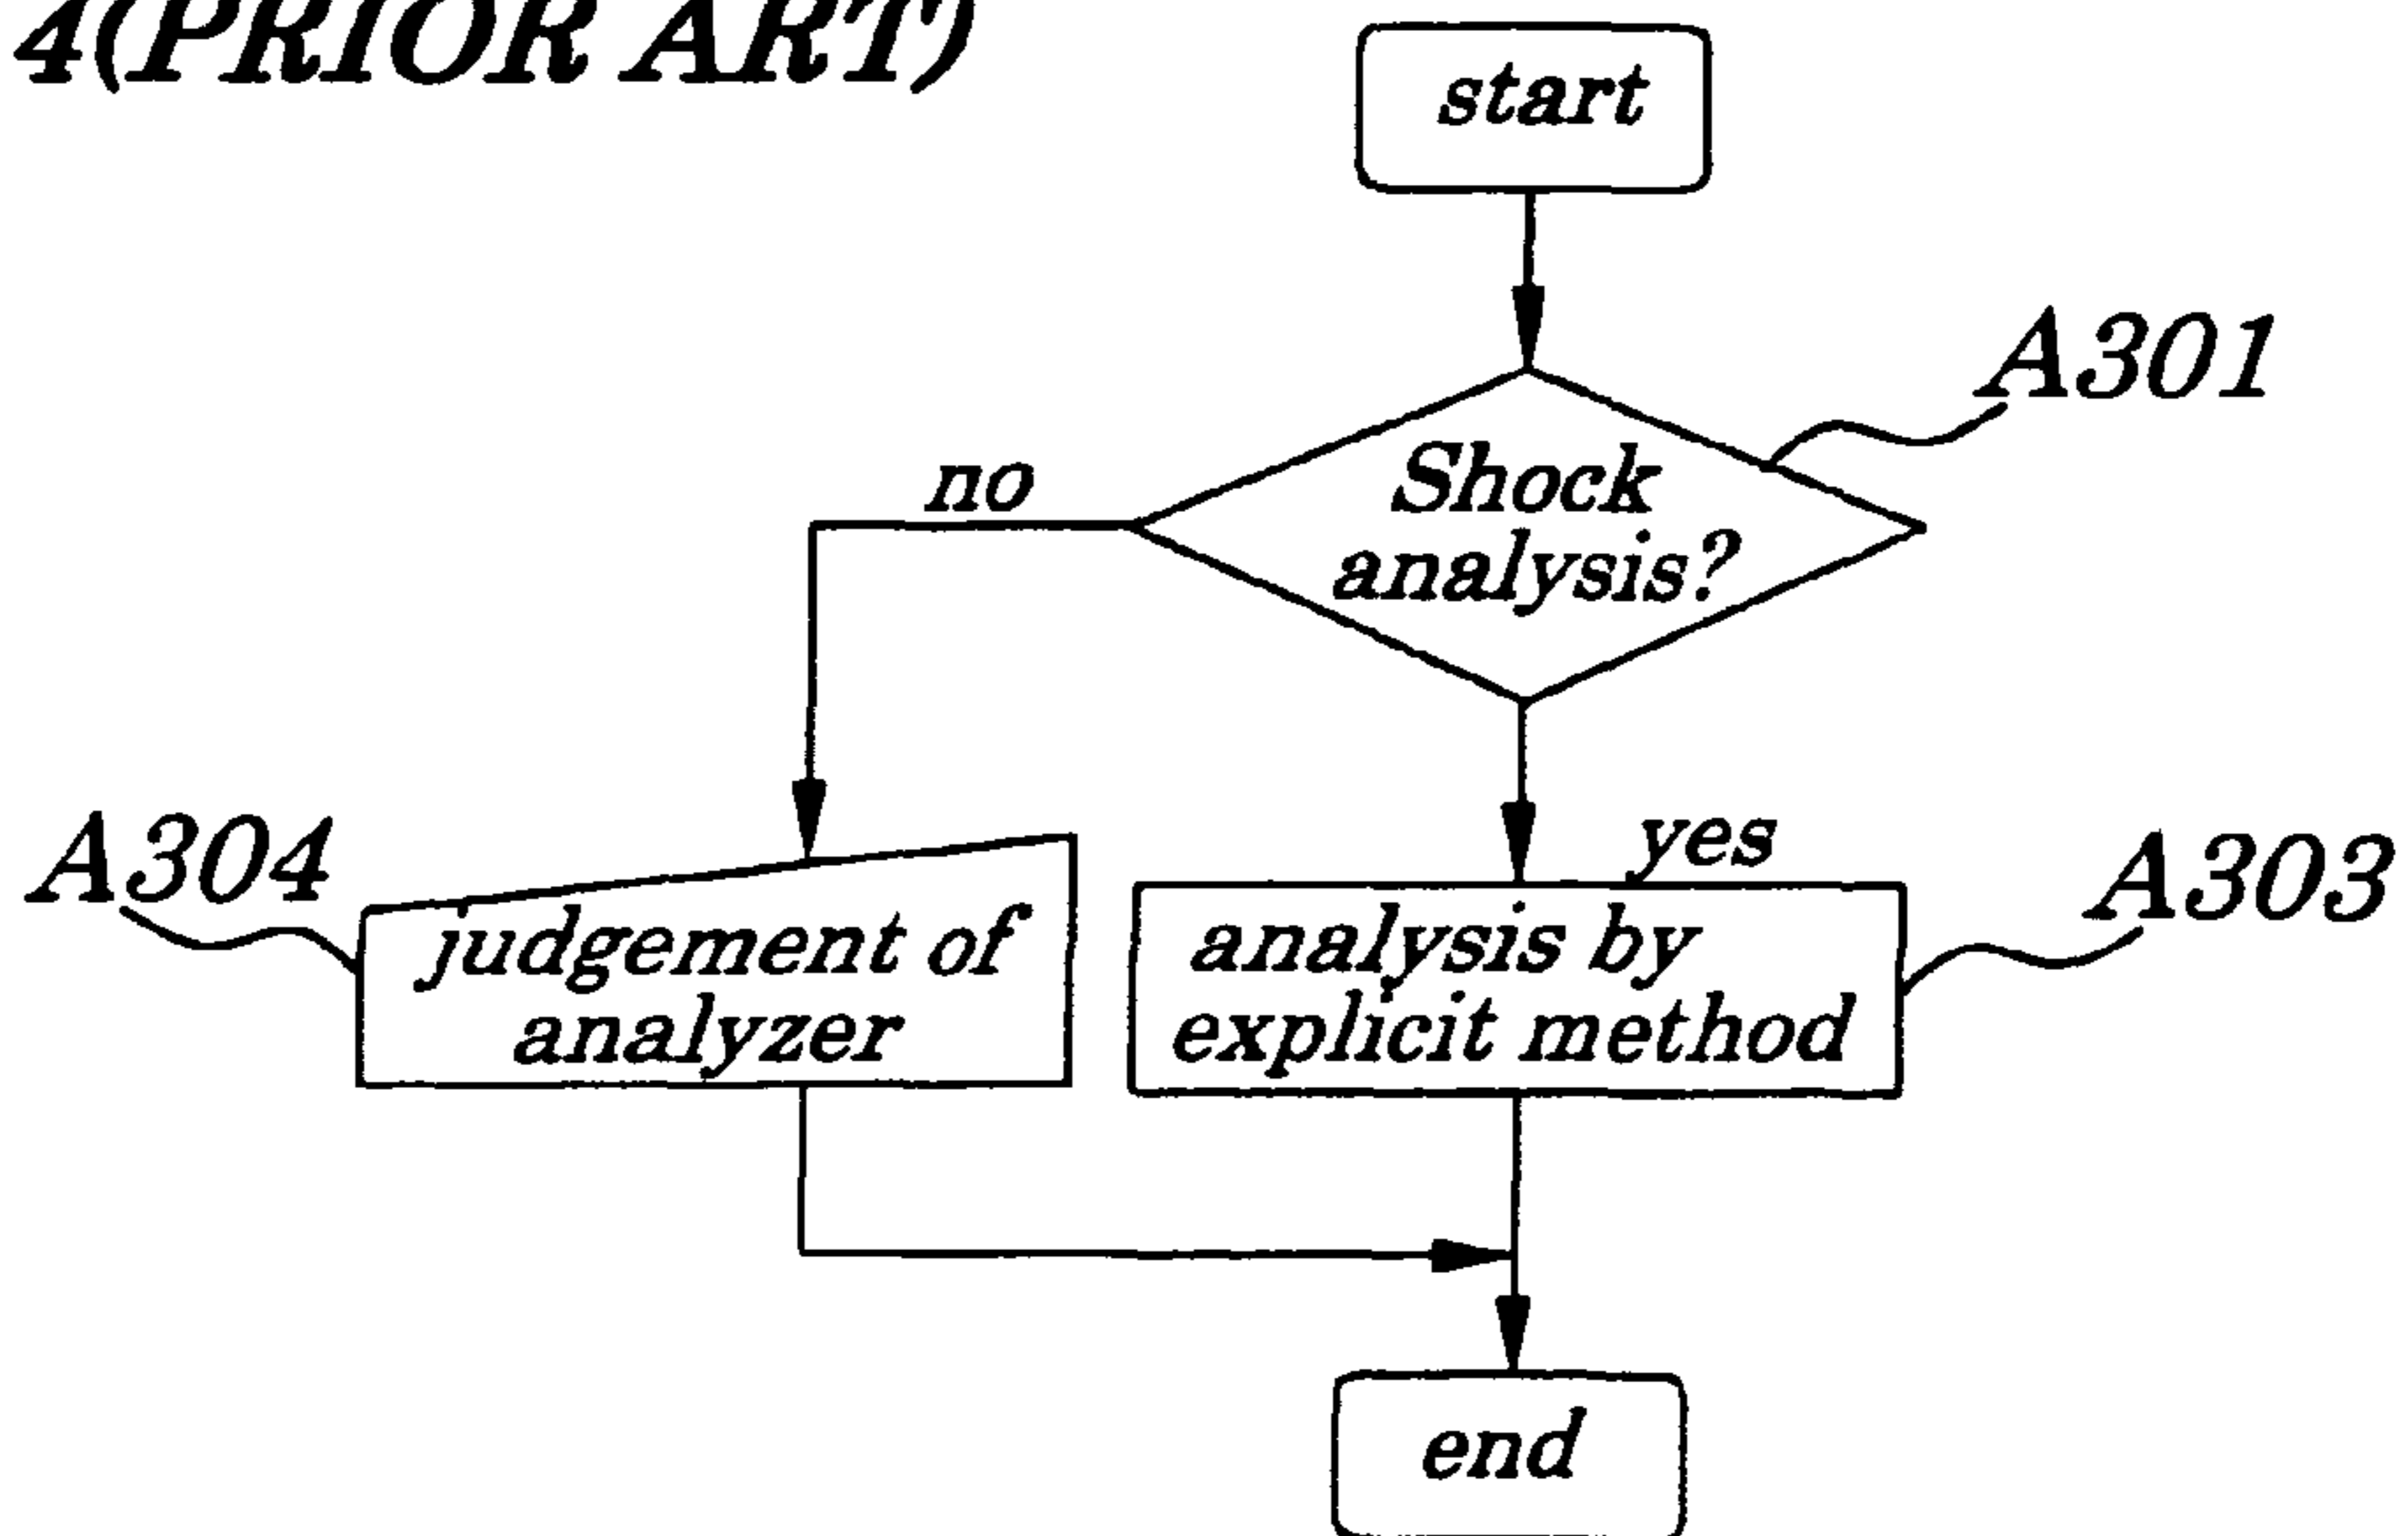 4(PRIOR ART)
start
A301
no
Shock
analysis?
yes
A304
A303
judgement of
analyzer
analysis by
explicit method
end